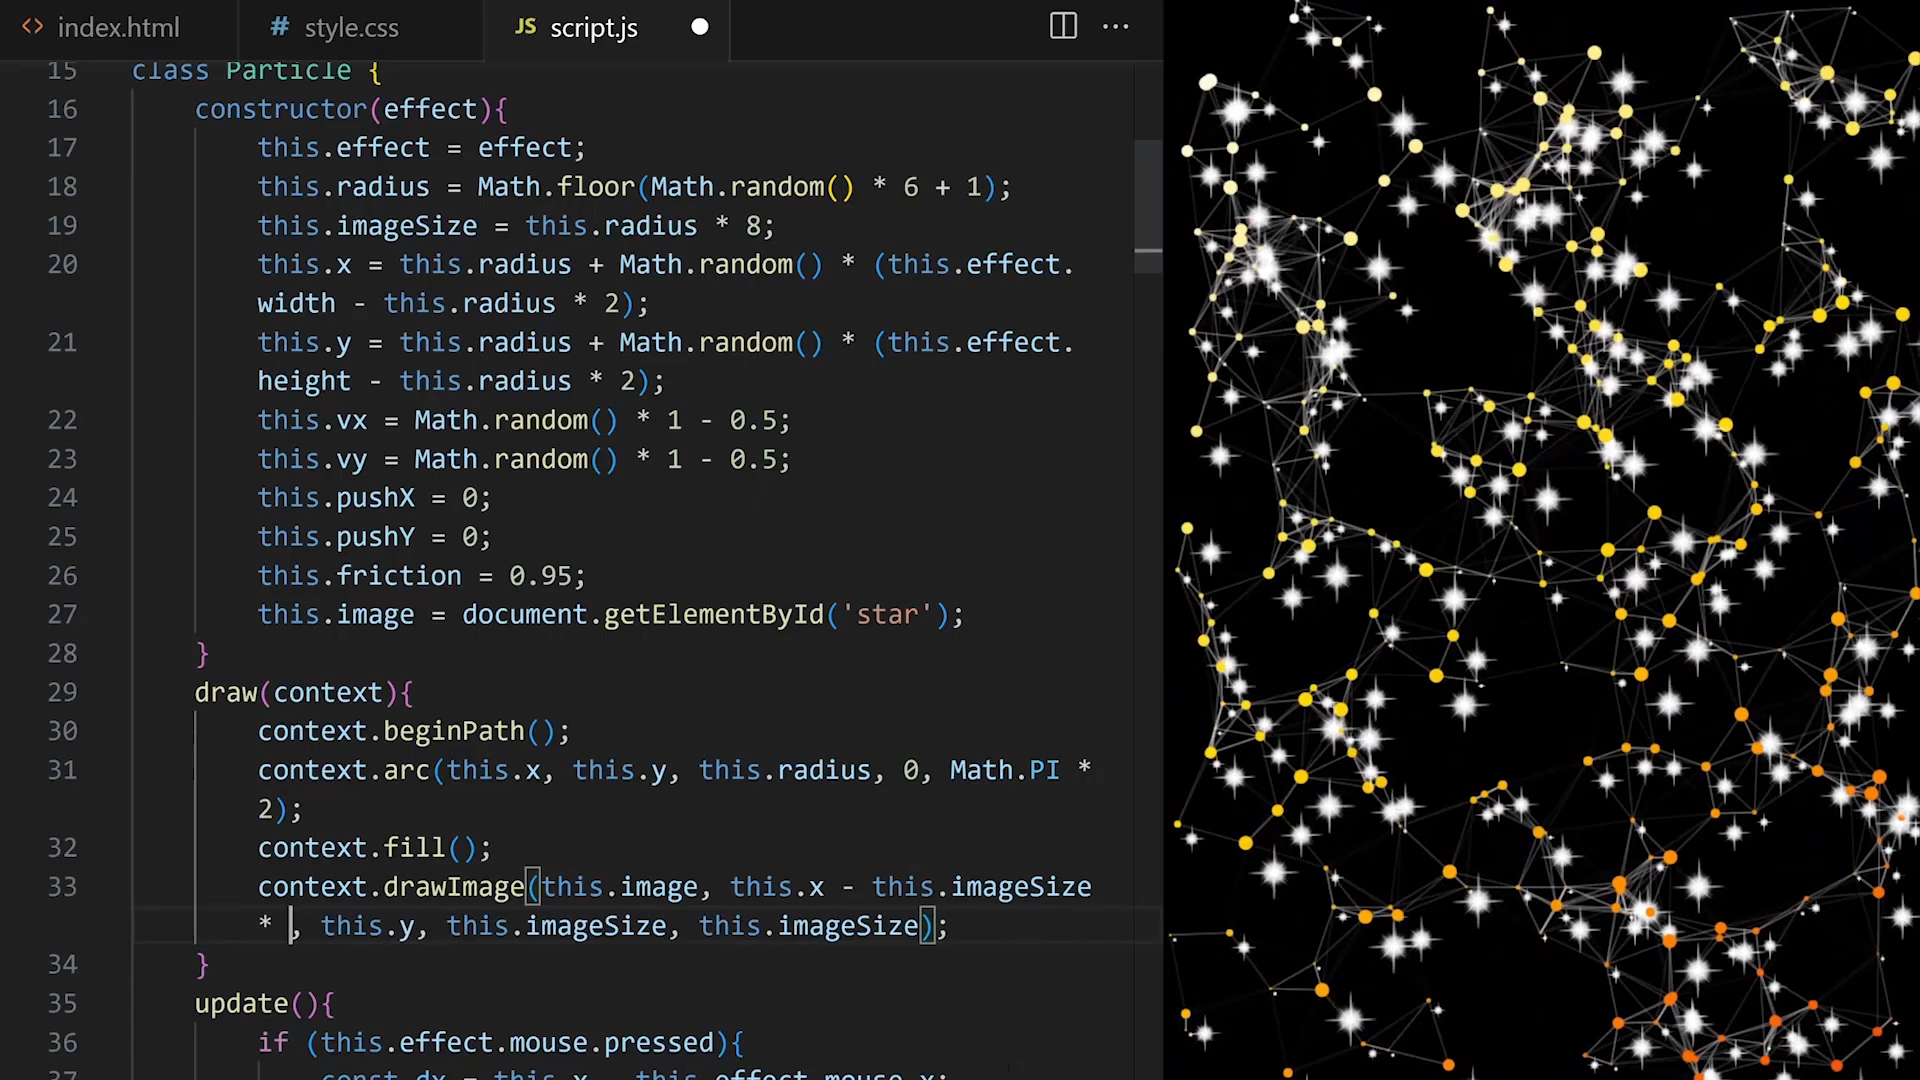 <> index.html # style.css JS script.js
15 class Particle {
16 constructor(effect){
17 this.effect = effect;
18 this.radius = Math.floor(Math.random() * 6 + 1);
19 this.imageSize = this.radius * 8;
20 this.x = this.radius + Math.random() * (this.effect.
width - this.radius * 2);
21 this.y = this.radius + Math.random() * (this.effect.
height - this.radius * 2);
22 this.vx = Math.random() * 1 - 0.5;
23 this.vy = Math.random() * 1 - 0.5;
24 this.pushX = 0;
25 this.pushY = 0;
26 this.friction = 0.95;
27 this.image = document.getElementById('star');
28 }
29 draw(context){
30 context.beginPath();
31 context.arc(this.x, this.y, this.radius, 0, Math.PI *
2);
32 context.fill();
33 context.drawImage(this.image, this.x - this.imageSize
* , this.y, this.imageSize, this.imageSize);
34 }
35 update(){
36 if (this.effect.mouse.pressed){
37 const dx = this.x - this.effect.mouse.x;